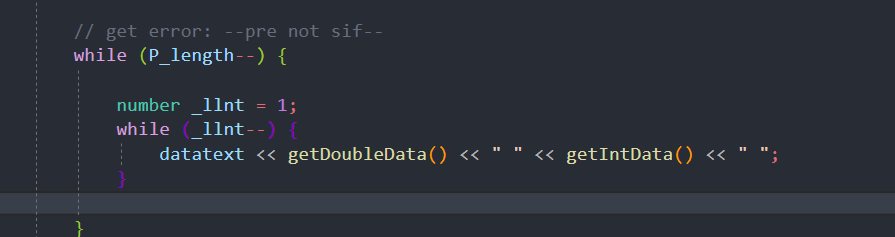 // get error: --pre not sif--
while (P_length--) {
number _llnt = 1;
while (_llnt--) {
datatext << getDoubleData() << " " << getIntData() << " ";
}
}